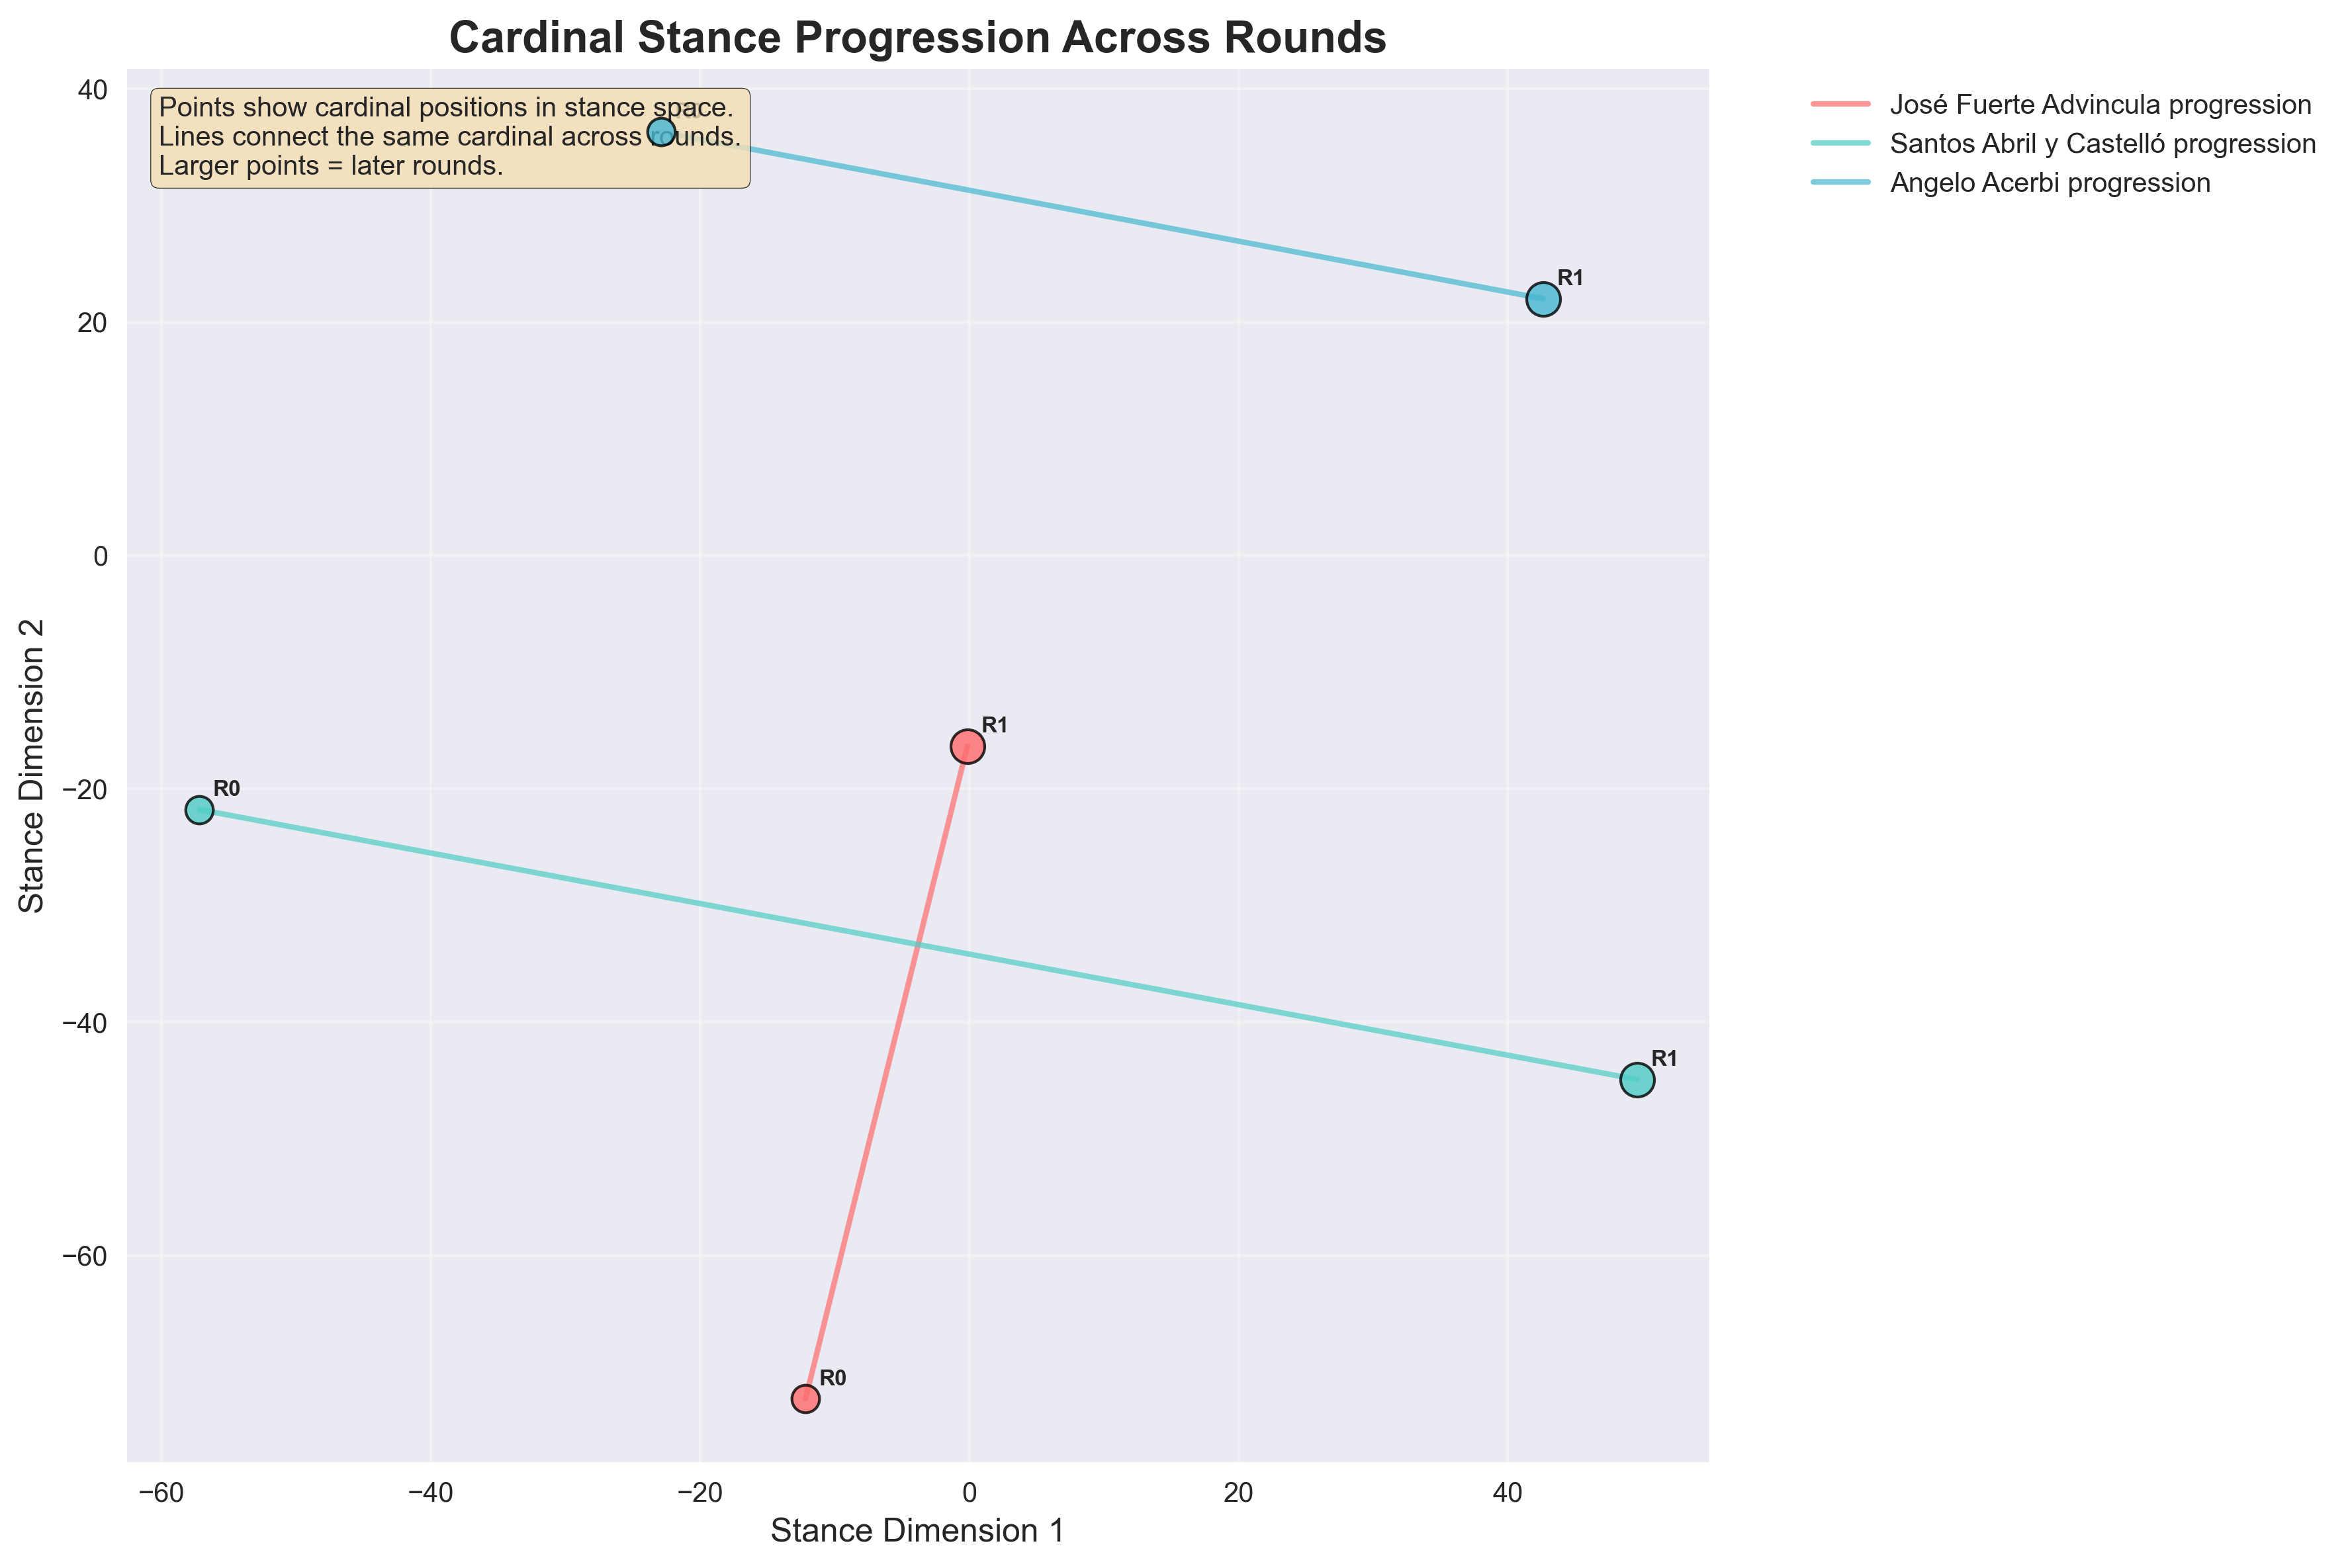 Cardinal Stance Progression Across Rounds
Points show cardinal positions in stance space.
Lines connect the same cardinal across rounds.
Larger points = later rounds.
José Fuerte Advincula progression
Santos Abril y Castelló progression
Angelo Acerbi progression
40
20
0
−20
−40
−60
Stance Dimension 2
R1
R1
R0
R1
R0
−60
−40
−20
0
20
40
Stance Dimension 1